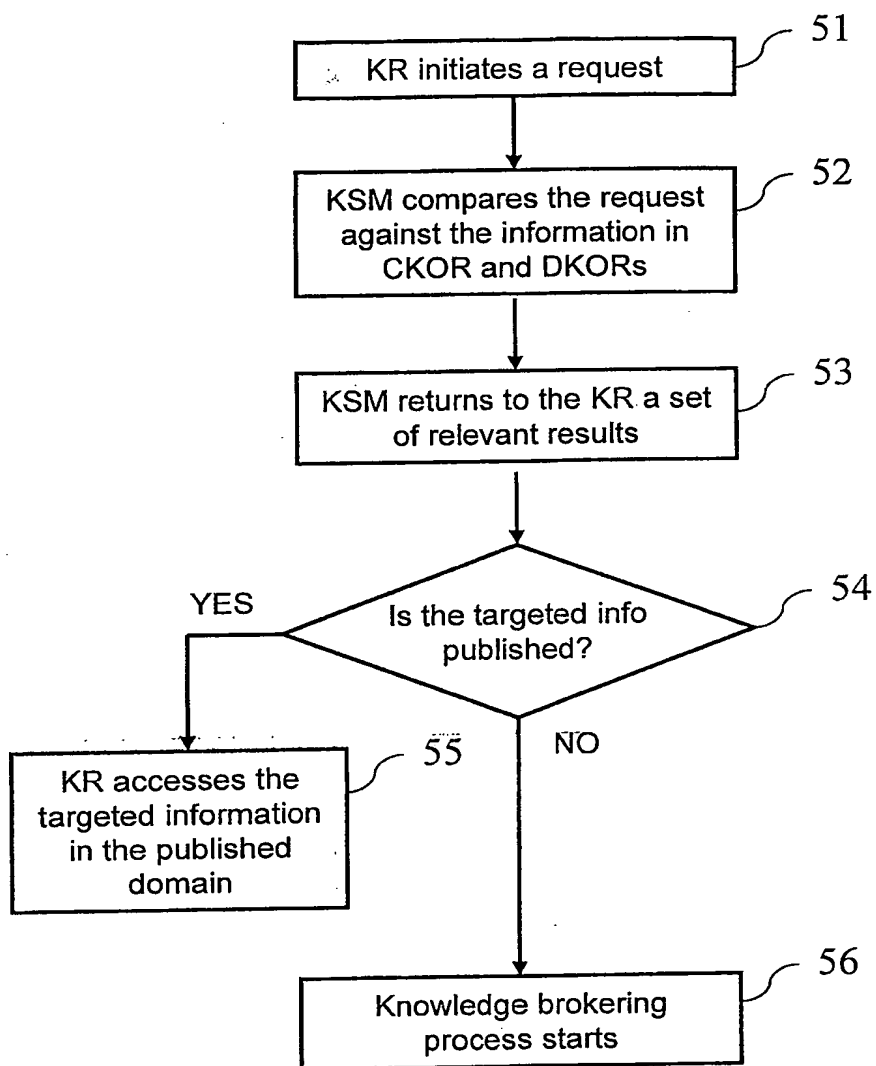 51
KR initiates a request
52
KSM compares the request
against the information in
CKOR and DKORs
53
KSM returns to the KR a set
of relevant results
54
YES
Is the targeted info
published?
55
NO
KR accesses the
targeted information
in the published
domain
56
Knowledge brokering
process starts